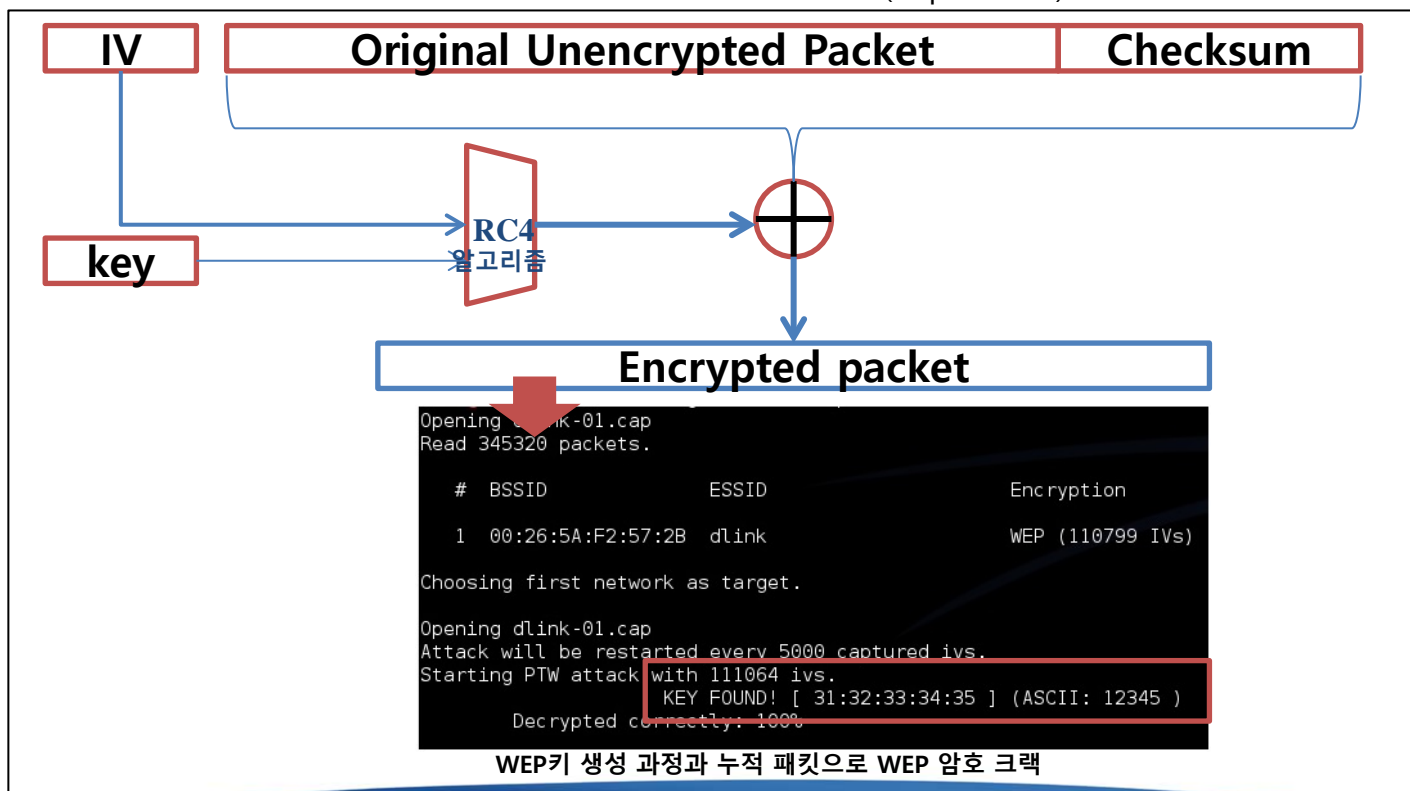 IV
Original Unencrypted Packet
Checksum
RC4
알고리즘
key
Encrypted packet
Opening dlink-01.cap
Read 345320 packets.
# BSSID ESSID Encryption
1 00:26:5A:F2:57:2B dlink WEP (110799 IVs)
Choosing first network as target.
Opening dlink-01.cap
Attack will be restarted every 5000 captured ivs.
Starting PTW attack with 111064 ivs.
KEY FOUND! [ 31:32:33:34:35 ] (ASCII: 12345 )
Decrypted correctly: 100%
WEP키 생성 과정과 누적 패킷으로 WEP 암호 크랙